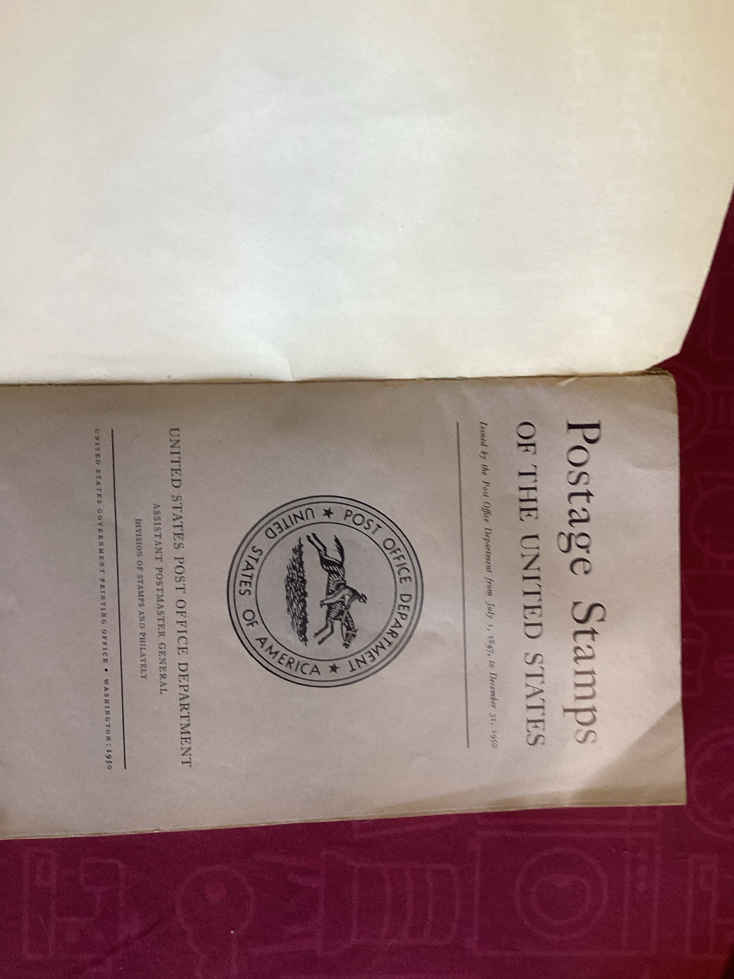 Postage Stamps
OF THE UNITED STATES
Issued by the Post Office Department from July 1, 1847, to December 31, 1950
POST OFFICE DEPARTMENT ★ UNITED STATES OF AMERICA ★
UNITED STATES POST OFFICE DEPARTMENT
ASSISTANT POSTMASTER GENERAL
DIVISION OF STAMPS AND PHILATELY
UNITED STATES GOVERNMENT PRINTING OFFICE • WASHINGTON : 1950